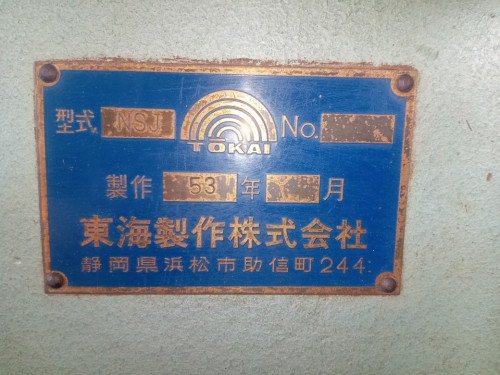 型式 NSJ TOKAI No.
製作 53 年 月
東海製作株式会社
静岡県浜松市助信町244